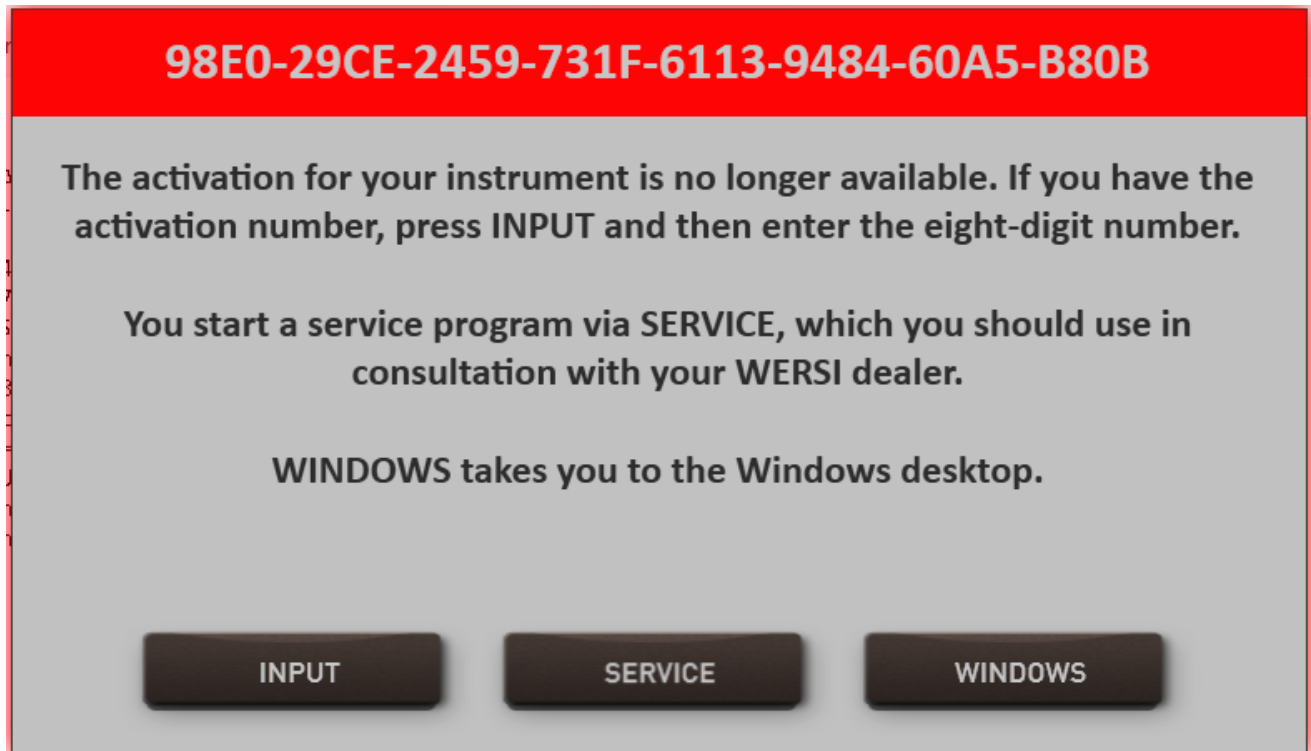 98E0-29CE-2459-731F-6113-9484-60A5-B80B
The activation for your instrument is no longer available. If you have the
activation number, press INPUT and then enter the eight-digit number.
You start a service program via SERVICE, which you should use in
consultation with your WERSI dealer.
WINDOWS takes you to the Windows desktop.
INPUT
SERVICE
WINDOWS